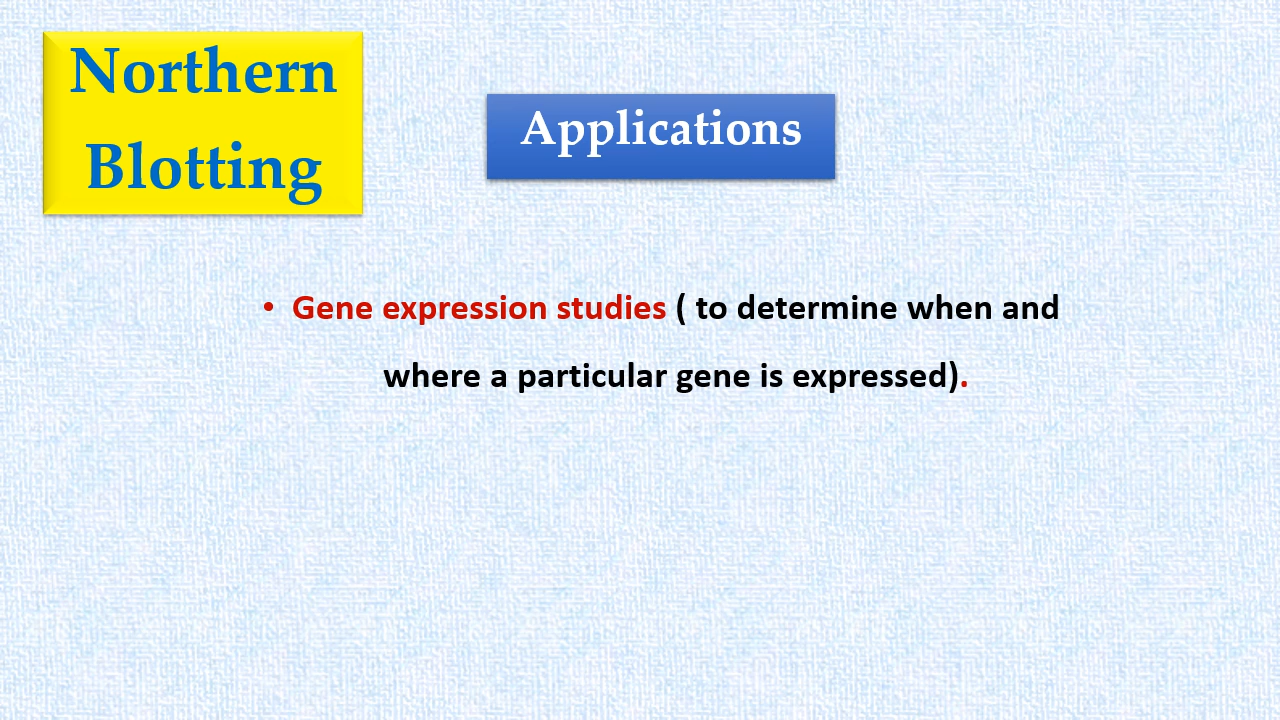 Northern
Blotting
Applications
• Gene expression studies ( to determine when and
where a particular gene is expressed).